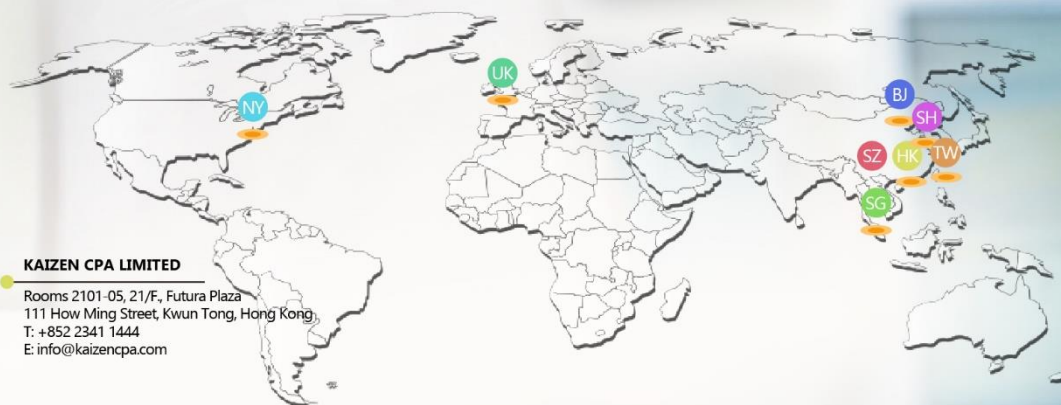 UK
NY
BJ
SH
SZ
HK
TW
SG
KAIZEN CPA LIMITED
Rooms 2101-05, 21/F., Futura Plaza
111 How Ming Street, Kwun Tong, Hong Kong
T: +852 2341 1444
E: info@kaizencpa.com